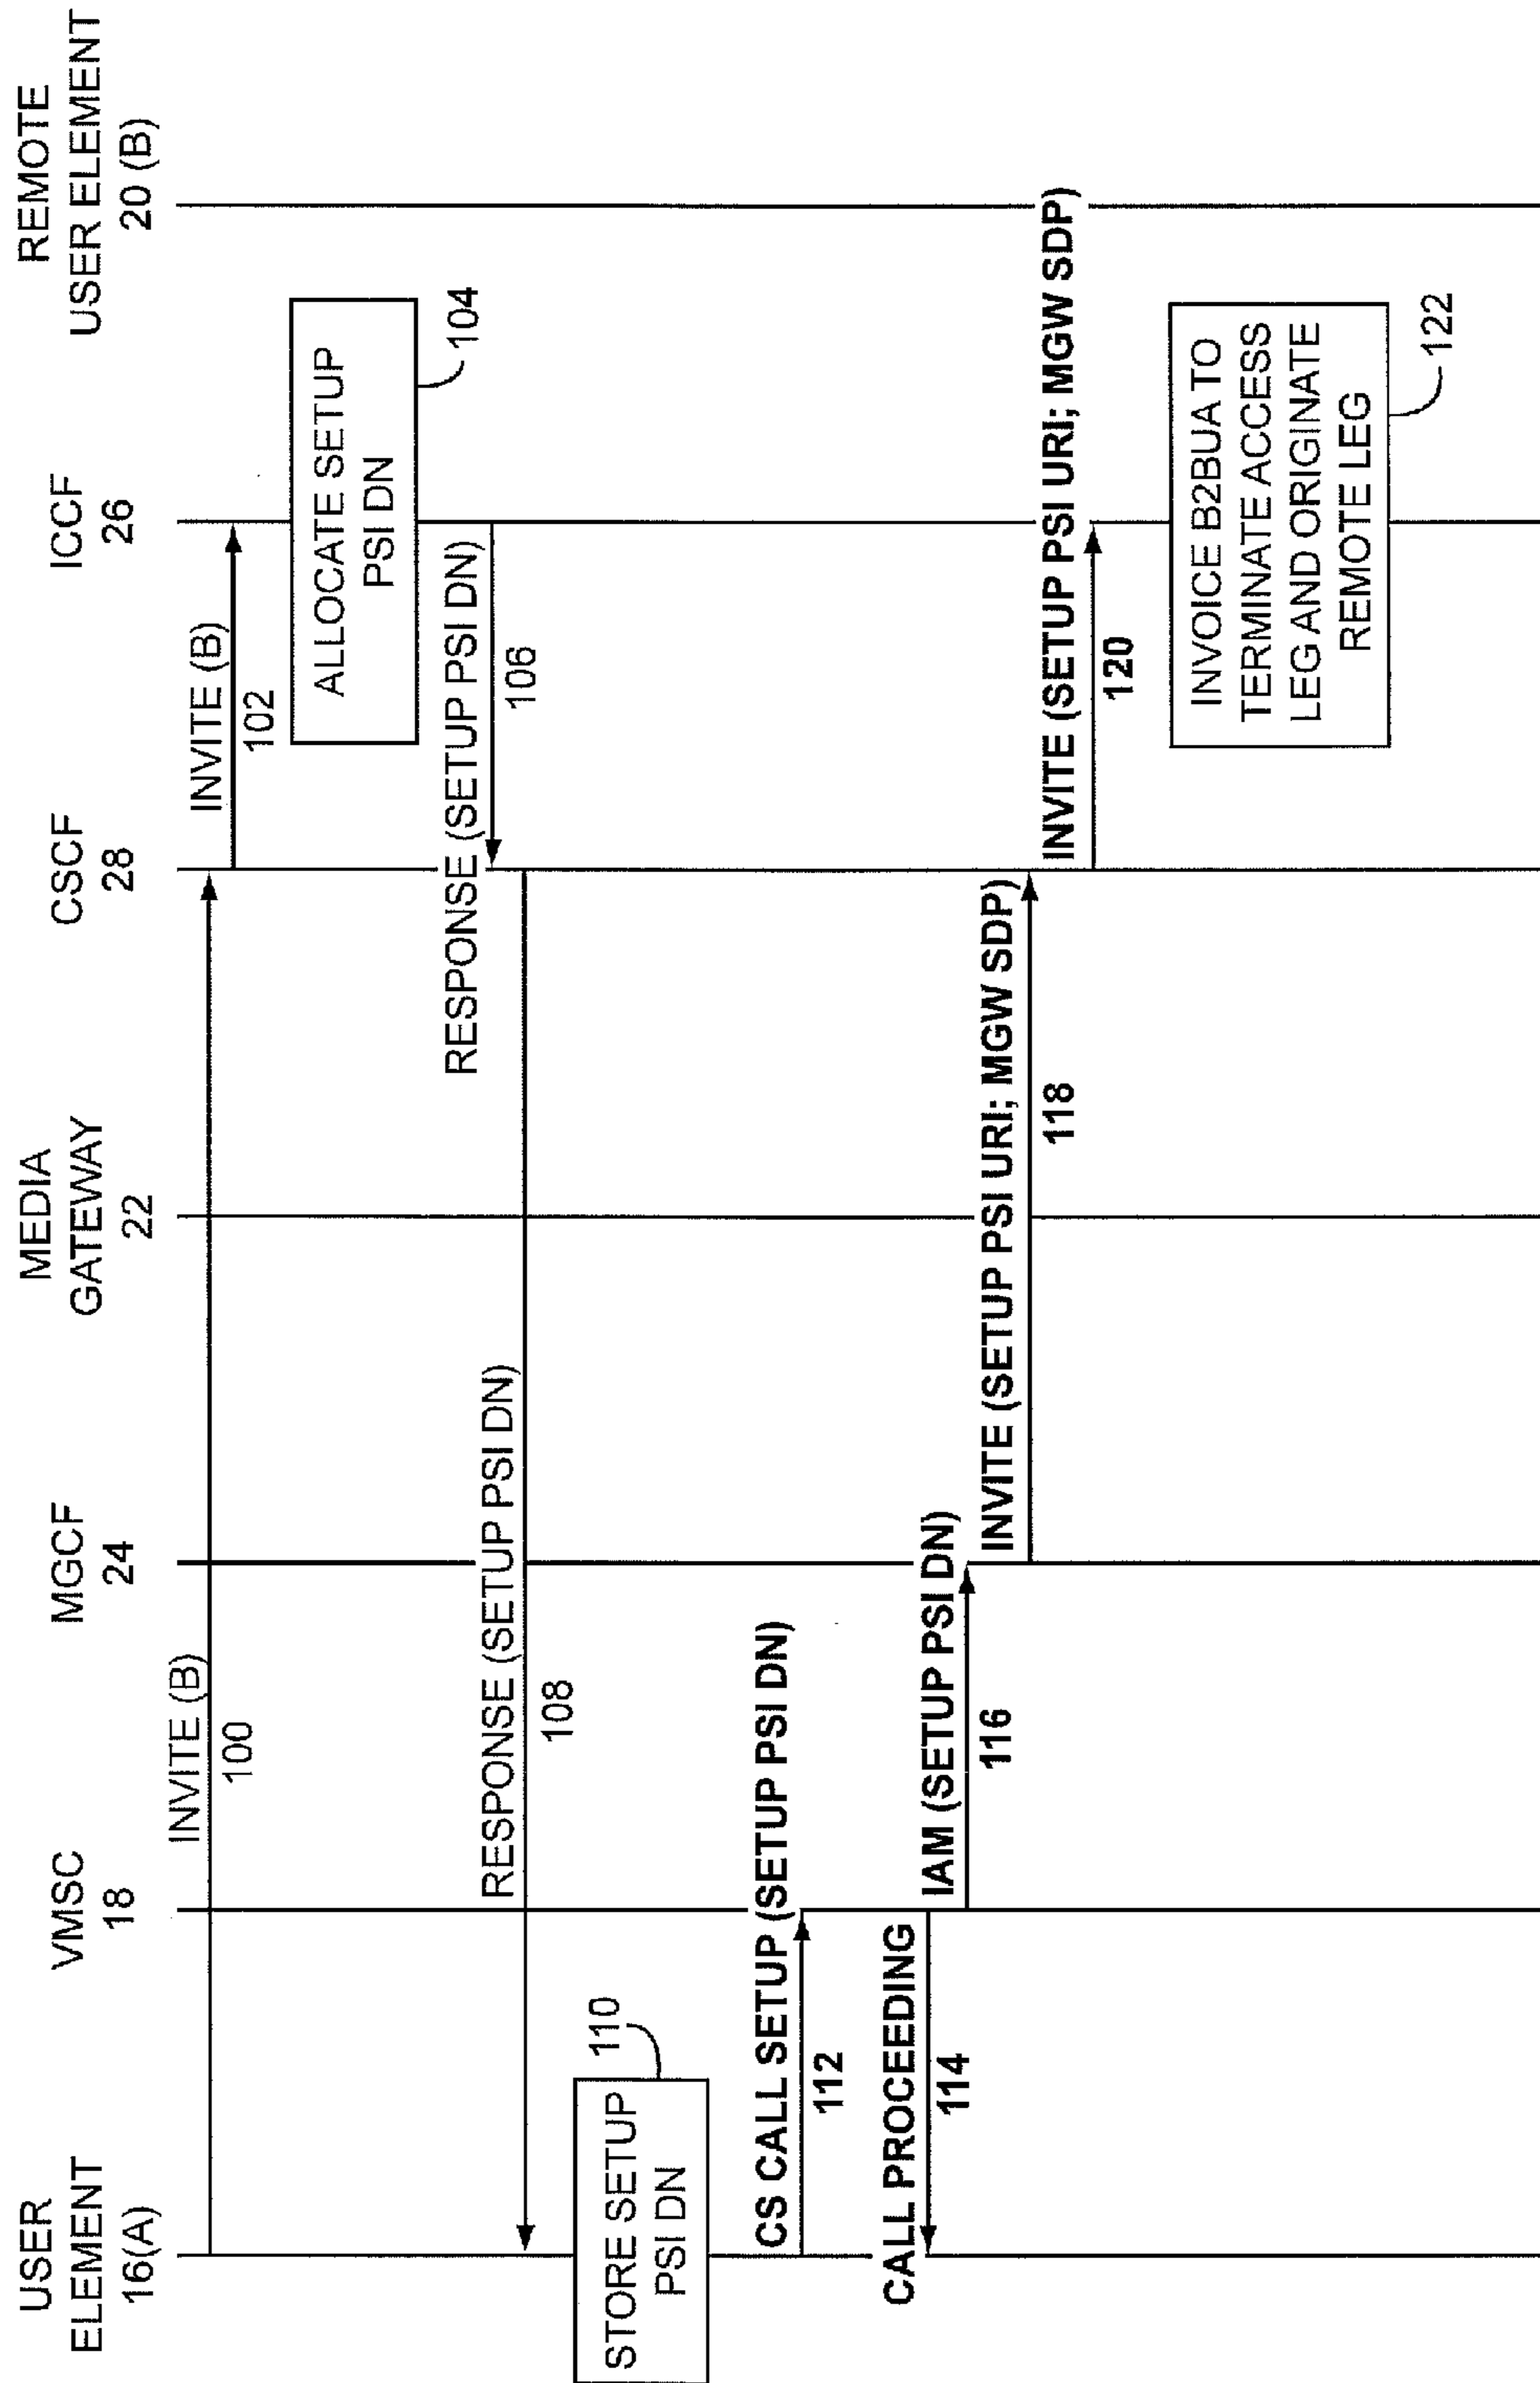 USER
ELEMENT
16(A)
VMSC
18
MGCF
24
MEDIA
GATEWAY
22
CSCF
28
ICCF
26
REMOTE
USER ELEMENT
20 (B)
INVITE (B)
100
INVITE (B)
102
ALLOCATE SETUP
PSI DN
104
RESPONSE (SETUP PSI DN)
106
RESPONSE (SETUP PSI DN)
108
STORE SETUP
PSI DN
110
CS CALL SETUP (SETUP PSI DN)
112
CALL PROCEEDING
114
IAM (SETUP PSI DN)
116
INVITE (SETUP PSI URI; MGW SDP)
118
INVITE (SETUP PSI URI; MGW SDP)
120
INVOICE B2BUA TO
TERMINATE ACCESS
LEG AND ORIGINATE
REMOTE LEG
122